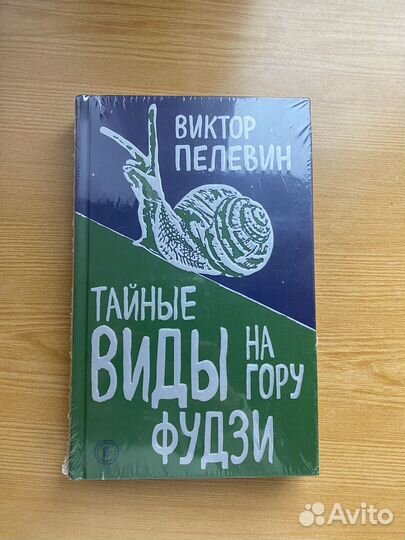 ВИКТОР
ПЕЛЕВИН
ТАЙНЫЕ
ВИДЫ НА
ГОРУ
ФУДЗИ
Avito